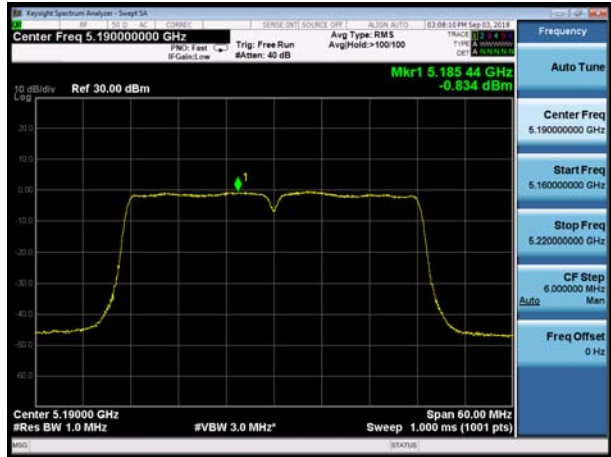 Keysight Spectrum Analyzer - Swept SA
RF 50 Ω AC CORREC SENSE:INT SOURCE OFF ALIGN AUTO 03:08:10 PM Sep 03, 2018
Center Freq 5.190000000 GHz
PNO: Fast
IFGain:Low
Trig: Free Run
#Atten: 40 dB
Avg Type: RMS
Avg|Hold:>100/100
TRACE 1 2 3 4 5 6
TYPE A WWWWW
DET A N N N N N
Frequency
Mkr1 5.185 44 GHz
-0.834 dBm
10 dB/div Ref 30.00 dBm
Log
20.0
10.0
0.00
-10.0
-20.0
-30.0
-40.0
-50.0
-60.0
1
Center 5.19000 GHz
Span 60.00 MHz
#Res BW 1.0 MHz
#VBW 3.0 MHz*
Sweep 1.000 ms (1001 pts)
Auto Tune
Center Freq
5.190000000 GHz
Start Freq
5.160000000 GHz
Stop Freq
5.220000000 GHz
CF Step
6.000000 MHz
Auto Man
Freq Offset
0 Hz
MSG
STATUS